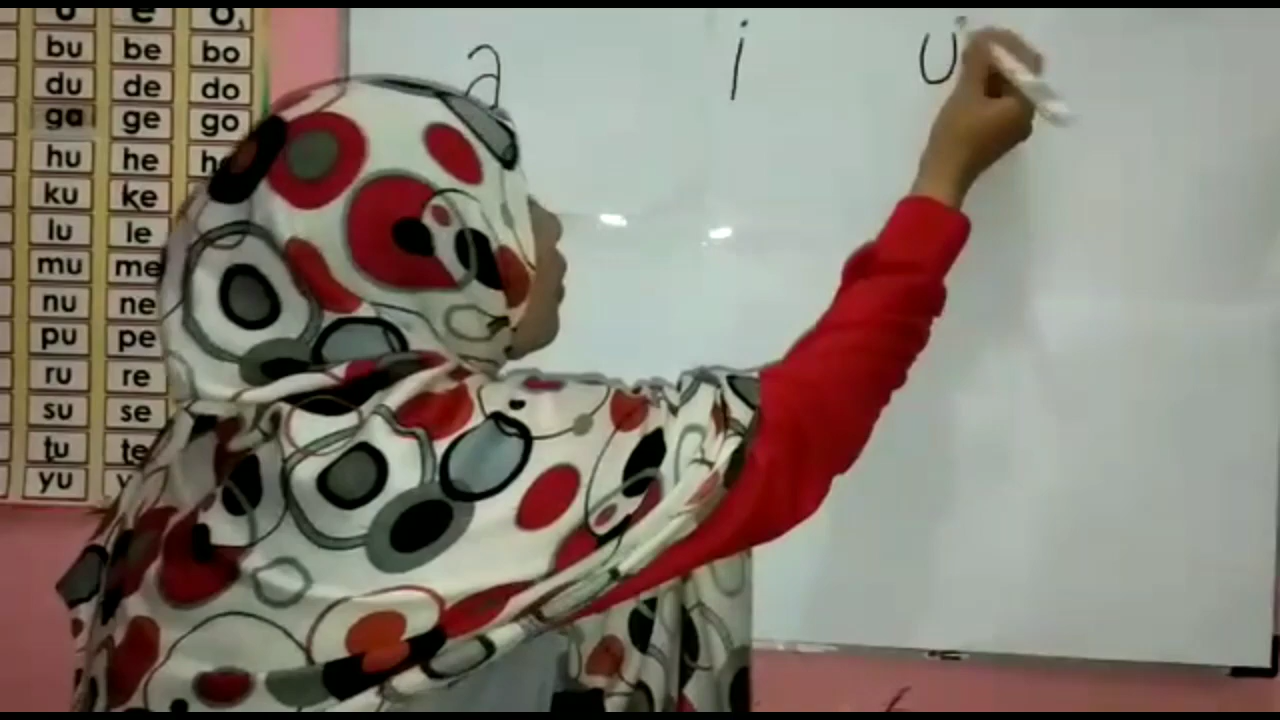 u e o
bu be bo
du de do
ga ge go
hu he
ku ke
lu le
mu me
nu ne
pu pe
ru re
su se
tu te
yu
a i u